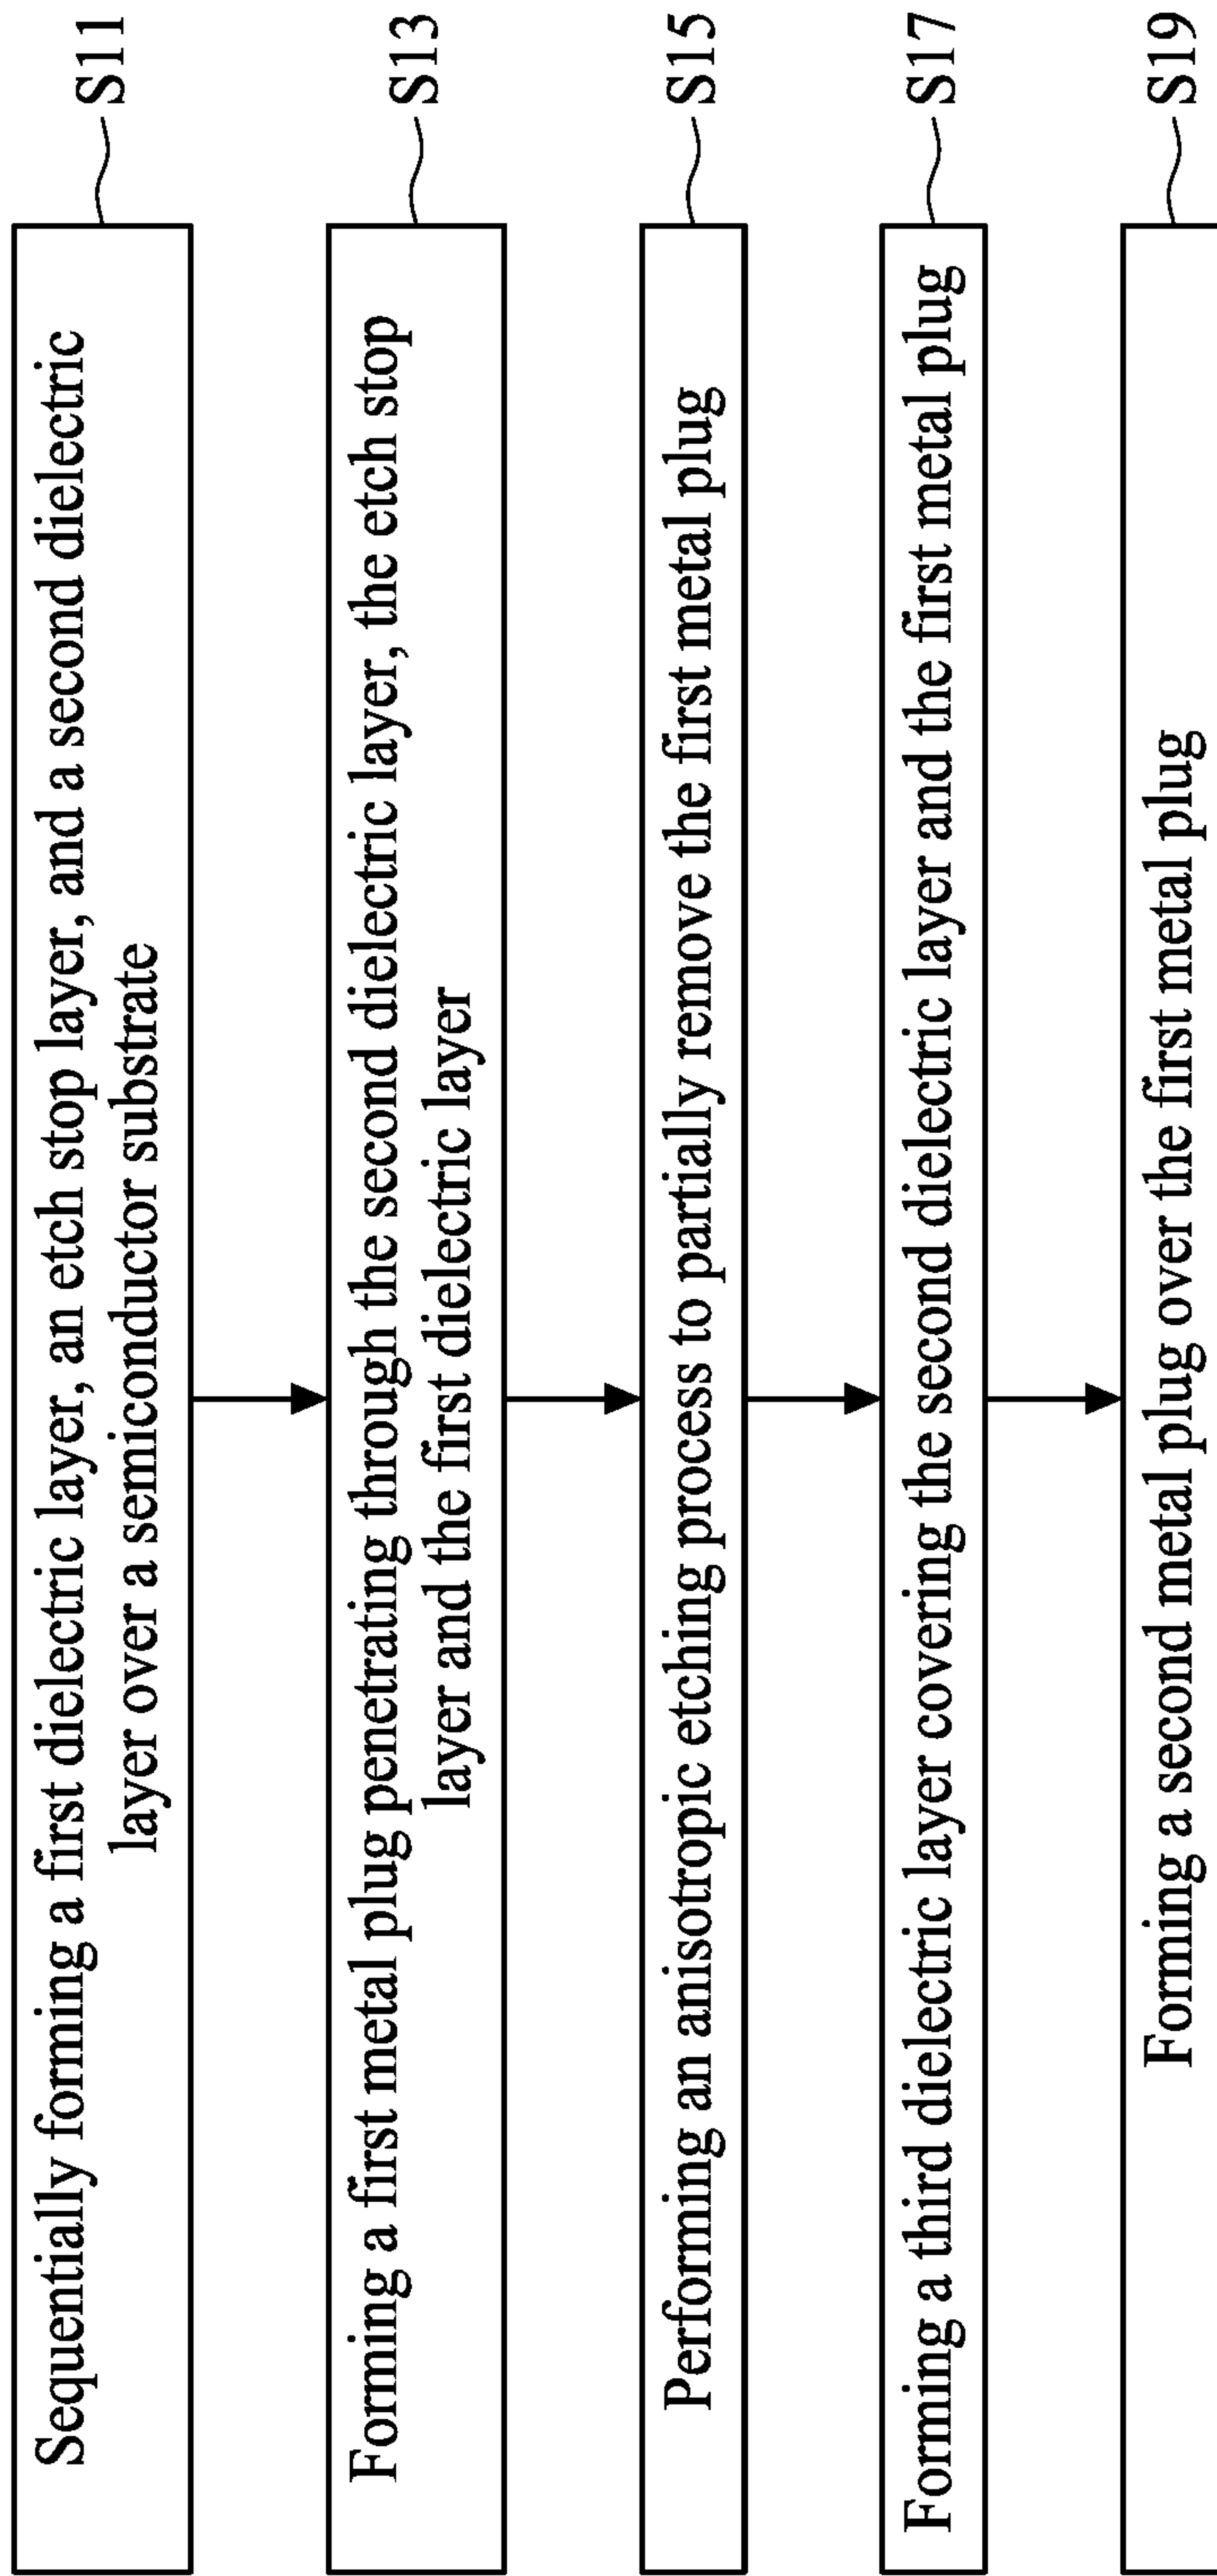 Sequentially forming a first dielectric layer, an etch stop layer, and a second dielectric
layer over a semiconductor substrate
S11
Forming a first metal plug penetrating through the second dielectric layer, the etch stop
layer and the first dielectric layer
S13
Performing an anisotropic etching process to partially remove the first metal plug
S15
Forming a third dielectric layer covering the second dielectric layer and the first metal plug
S17
Forming a second metal plug over the first metal plug
S19